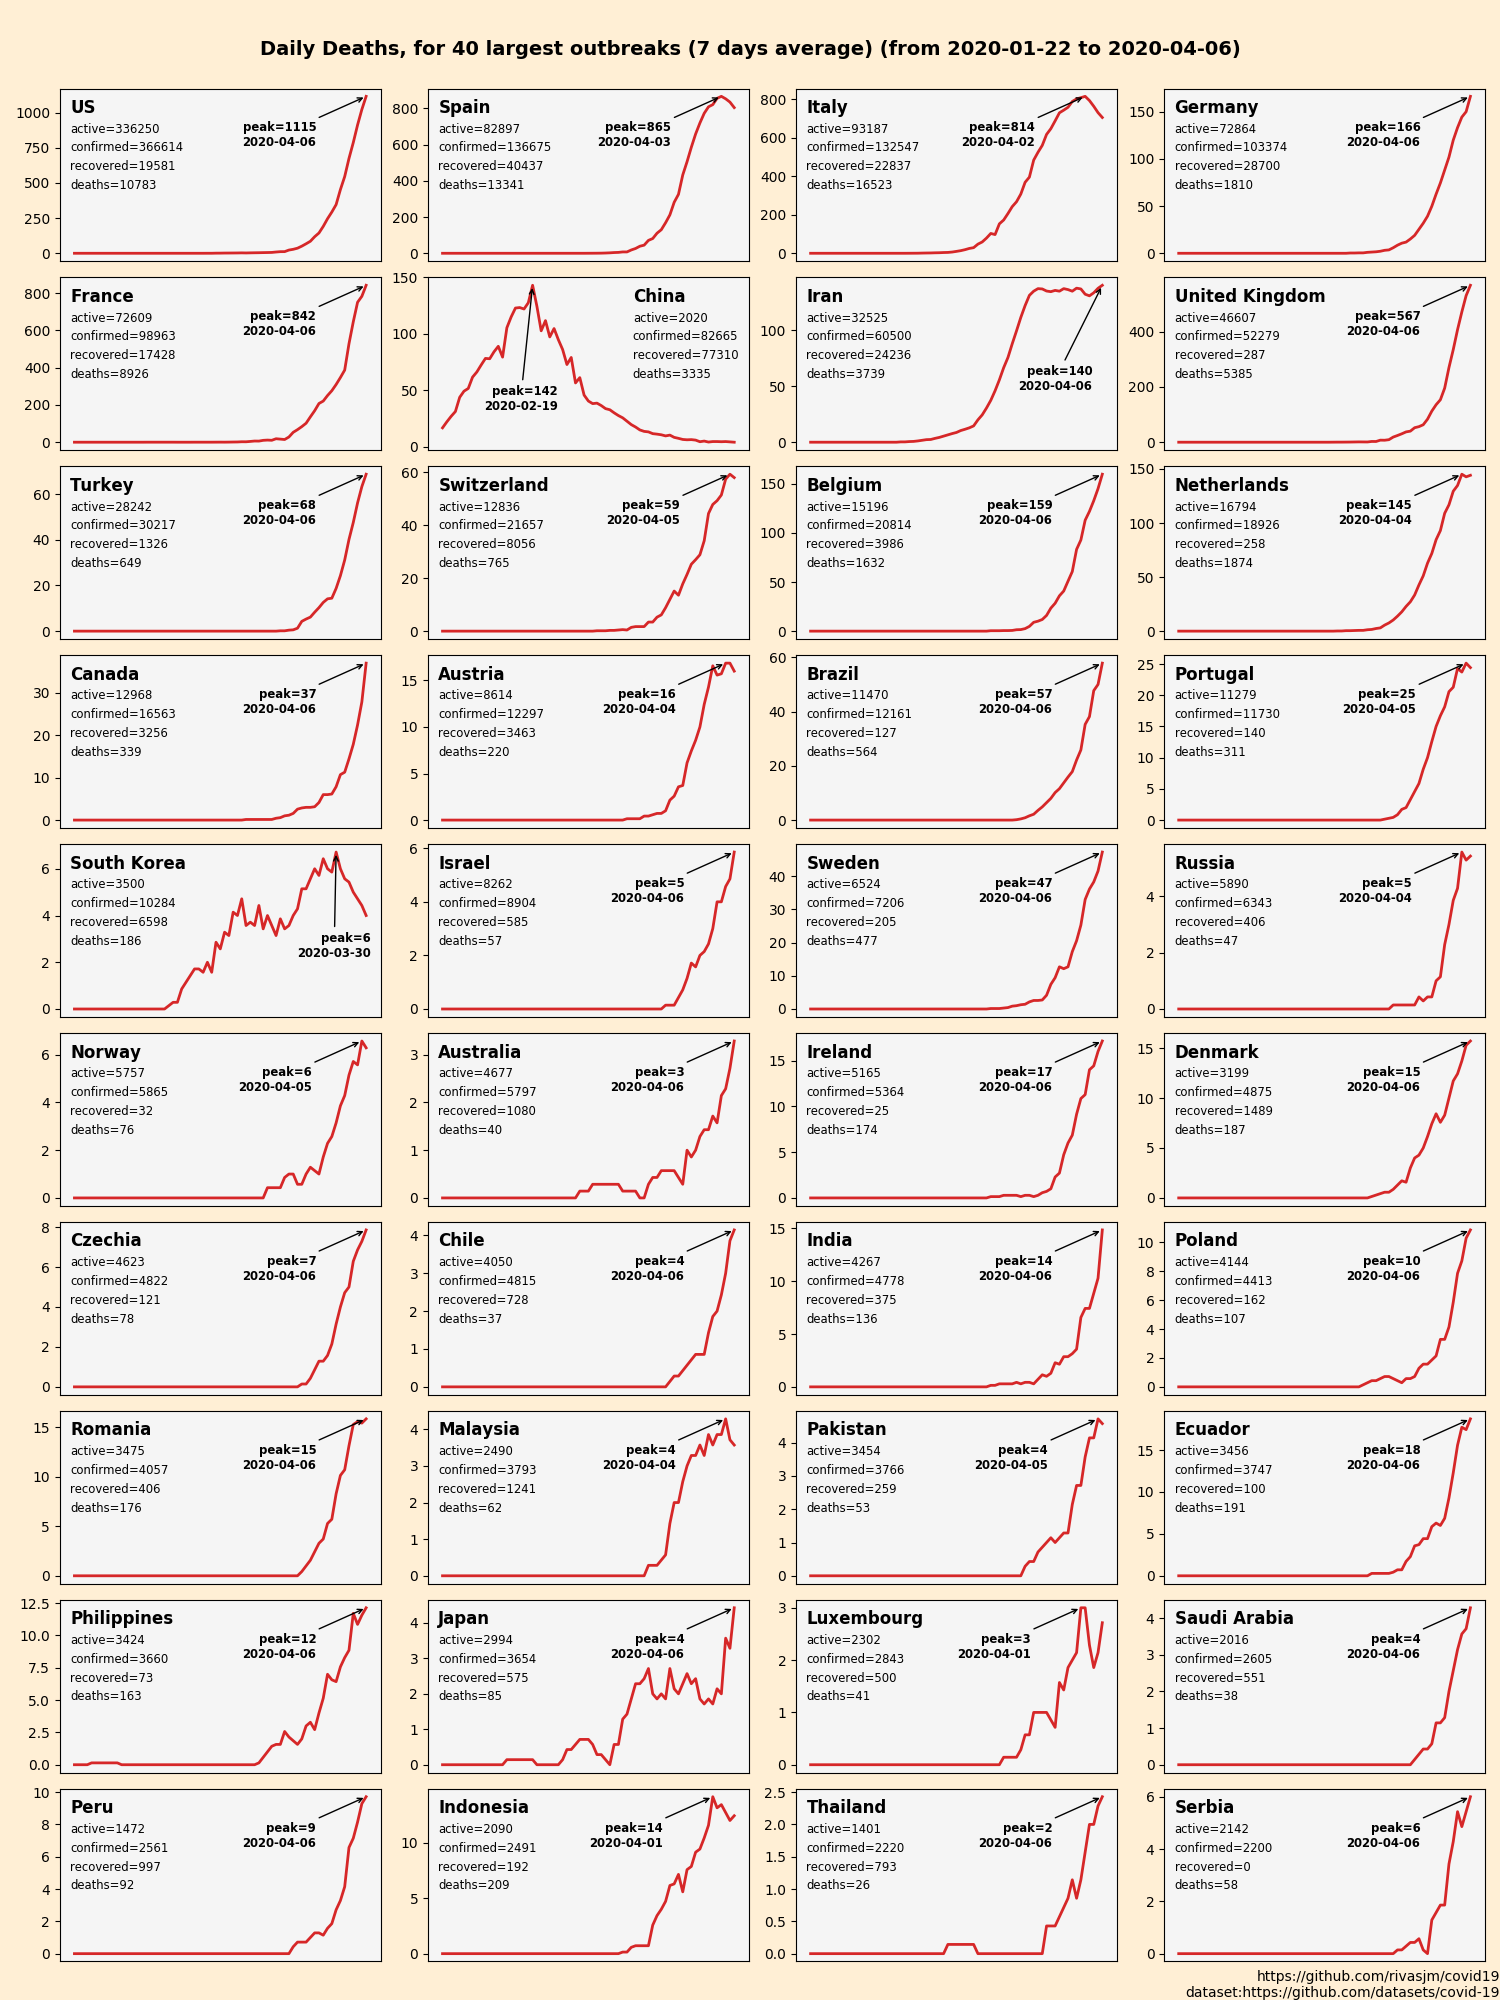 Daily Deaths, for 40 largest outbreaks (7 days average) (from 2020-01-22 to 2020-04-06)
US
active=336250
confirmed=366614
recovered=19581
deaths=10783
peak=1115
2020-04-06
1000
750
500
250
0
Spain
active=82897
confirmed=136675
recovered=40437
deaths=13341
peak=865
2020-04-03
800
600
400
200
0
Italy
active=93187
confirmed=132547
recovered=22837
deaths=16523
peak=814
2020-04-02
800
600
400
200
0
Germany
active=72864
confirmed=103374
recovered=28700
deaths=1810
peak=166
2020-04-06
150
100
50
0
France
active=72609
confirmed=98963
recovered=17428
deaths=8926
peak=842
2020-04-06
800
600
400
200
0
China
active=2020
confirmed=82665
recovered=77310
deaths=3335
peak=142
2020-02-19
150
100
50
0
Iran
active=32525
confirmed=60500
recovered=24236
deaths=3739
peak=140
2020-04-06
100
50
0
United Kingdom
active=46607
confirmed=52279
recovered=287
deaths=5385
peak=567
2020-04-06
400
200
0
Turkey
active=28242
confirmed=30217
recovered=1326
deaths=649
peak=68
2020-04-06
60
40
20
0
Switzerland
active=12836
confirmed=21657
recovered=8056
deaths=765
peak=59
2020-04-05
60
40
20
0
Belgium
active=15196
confirmed=20814
recovered=3986
deaths=1632
peak=159
2020-04-06
150
100
50
0
Netherlands
active=16794
confirmed=18926
recovered=258
deaths=1874
peak=145
2020-04-04
150
100
50
0
Canada
active=12968
confirmed=16563
recovered=3256
deaths=339
peak=37
2020-04-06
30
20
10
0
Austria
active=8614
confirmed=12297
recovered=3463
deaths=220
peak=16
2020-04-04
15
10
5
0
Brazil
active=11470
confirmed=12161
recovered=127
deaths=564
peak=57
2020-04-06
60
40
20
0
Portugal
active=11279
confirmed=11730
recovered=140
deaths=311
peak=25
2020-04-05
25
20
15
10
5
0
South Korea
active=3500
confirmed=10284
recovered=6598
deaths=186
peak=6
2020-03-30
6
4
2
0
Israel
active=8262
confirmed=8904
recovered=585
deaths=57
peak=5
2020-04-06
6
4
2
0
Sweden
active=6524
confirmed=7206
recovered=205
deaths=477
peak=47
2020-04-06
40
30
20
10
0
Russia
active=5890
confirmed=6343
recovered=406
deaths=47
peak=5
2020-04-04
4
2
0
Norway
active=5757
confirmed=5865
recovered=32
deaths=76
peak=6
2020-04-05
6
4
2
0
Australia
active=4677
confirmed=5797
recovered=1080
deaths=40
peak=3
2020-04-06
3
2
1
0
Ireland
active=5165
confirmed=5364
recovered=25
deaths=174
peak=17
2020-04-06
15
10
5
0
Denmark
active=3199
confirmed=4875
recovered=1489
deaths=187
peak=15
2020-04-06
15
10
5
0
Czechia
active=4623
confirmed=4822
recovered=121
deaths=78
peak=7
2020-04-06
8
6
4
2
0
Chile
active=4050
confirmed=4815
recovered=728
deaths=37
peak=4
2020-04-06
4
3
2
1
0
India
active=4267
confirmed=4778
recovered=375
deaths=136
peak=14
2020-04-06
15
10
5
0
Poland
active=4144
confirmed=4413
recovered=162
deaths=107
peak=10
2020-04-06
10
8
6
4
2
0
Romania
active=3475
confirmed=4057
recovered=406
deaths=176
peak=15
2020-04-06
15
10
5
0
Malaysia
active=2490
confirmed=3793
recovered=1241
deaths=62
peak=4
2020-04-04
4
3
2
1
0
Pakistan
active=3454
confirmed=3766
recovered=259
deaths=53
peak=4
2020-04-05
4
3
2
1
0
Ecuador
active=3456
confirmed=3747
recovered=100
deaths=191
peak=18
2020-04-06
15
10
5
0
Philippines
active=3424
confirmed=3660
recovered=73
deaths=163
peak=12
2020-04-06
12.5
10.0
7.5
5.0
2.5
0.0
Japan
active=2994
confirmed=3654
recovered=575
deaths=85
peak=4
2020-04-06
4
3
2
1
0
Luxembourg
active=2302
confirmed=2843
recovered=500
deaths=41
peak=3
2020-04-01
3
2
1
0
Saudi Arabia
active=2016
confirmed=2605
recovered=551
deaths=38
peak=4
2020-04-06
4
3
2
1
0
Peru
active=1472
confirmed=2561
recovered=997
deaths=92
peak=9
2020-04-06
10
8
6
4
2
0
Indonesia
active=2090
confirmed=2491
recovered=192
deaths=209
peak=14
2020-04-01
10
5
0
Thailand
active=1401
confirmed=2220
recovered=793
deaths=26
peak=2
2020-04-06
2.5
2.0
1.5
1.0
0.5
0.0
Serbia
active=2142
confirmed=2200
recovered=0
deaths=58
peak=6
2020-04-06
6
4
2
0
https://github.com/rivasjm/covid19
dataset:https://github.com/datasets/covid-19